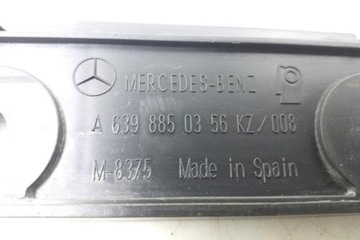 MERCEDES-BENZ
A 639 885 03 56 KZ/008
M-8375 Made in Spain